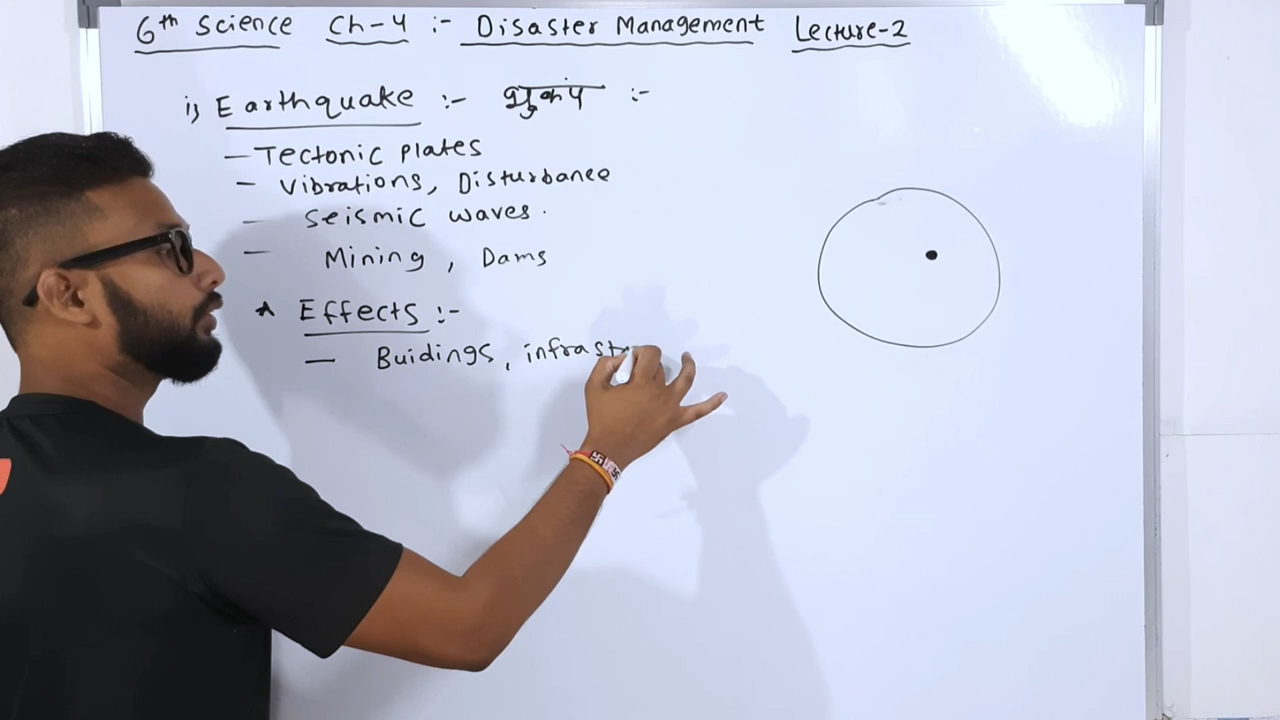 6th Science Ch-4 :- Disaster Management Lecture-2
i) Earthquake :- भूकंप :-
- Tectonic plates
- Vibrations, Disturbance
- Seismic waves.
- Mining, Dams
* Effects :-
- Buidings, infrast